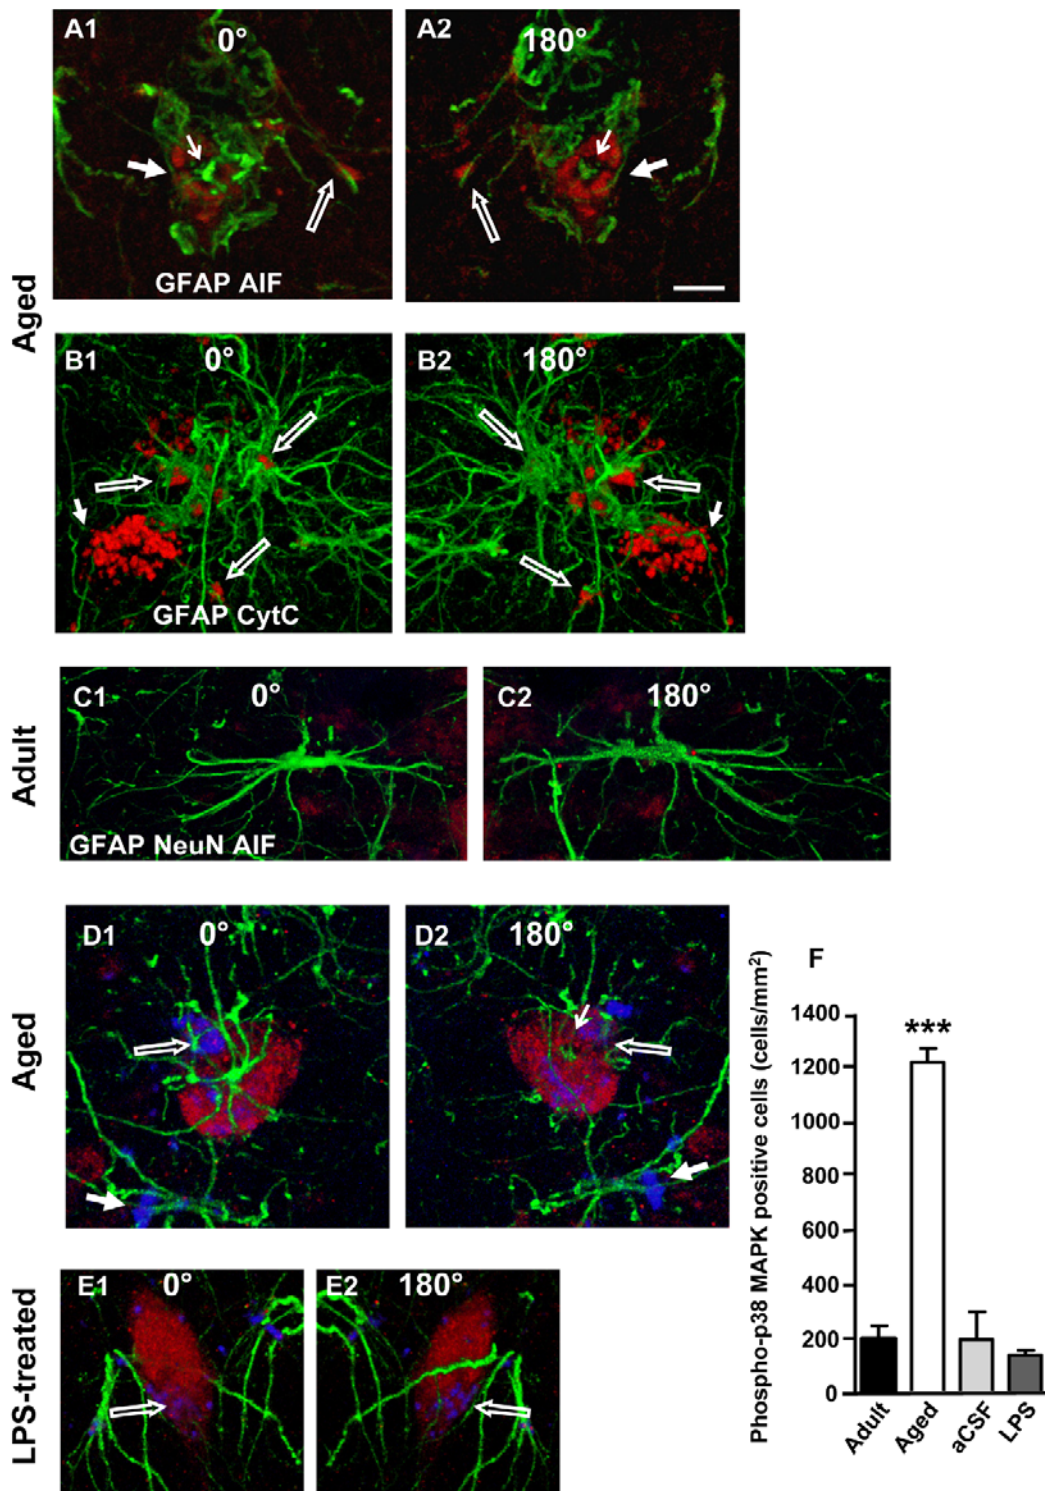 A1 0° A2 180°
GFAP AIF
Aged
B1 0° B2 180°
GFAP CytC
C1 0° C2 180°
Adult
GFAP NeuN AIF
D1 0° D2 180°
Aged
E1 0° E2 180°
LPS-treated
F
Phospho-p38 MAPK positive cells (cells/mm²)
1400
1200
1000
800
600
400
200
0
***
Adult Aged aCSF LPS